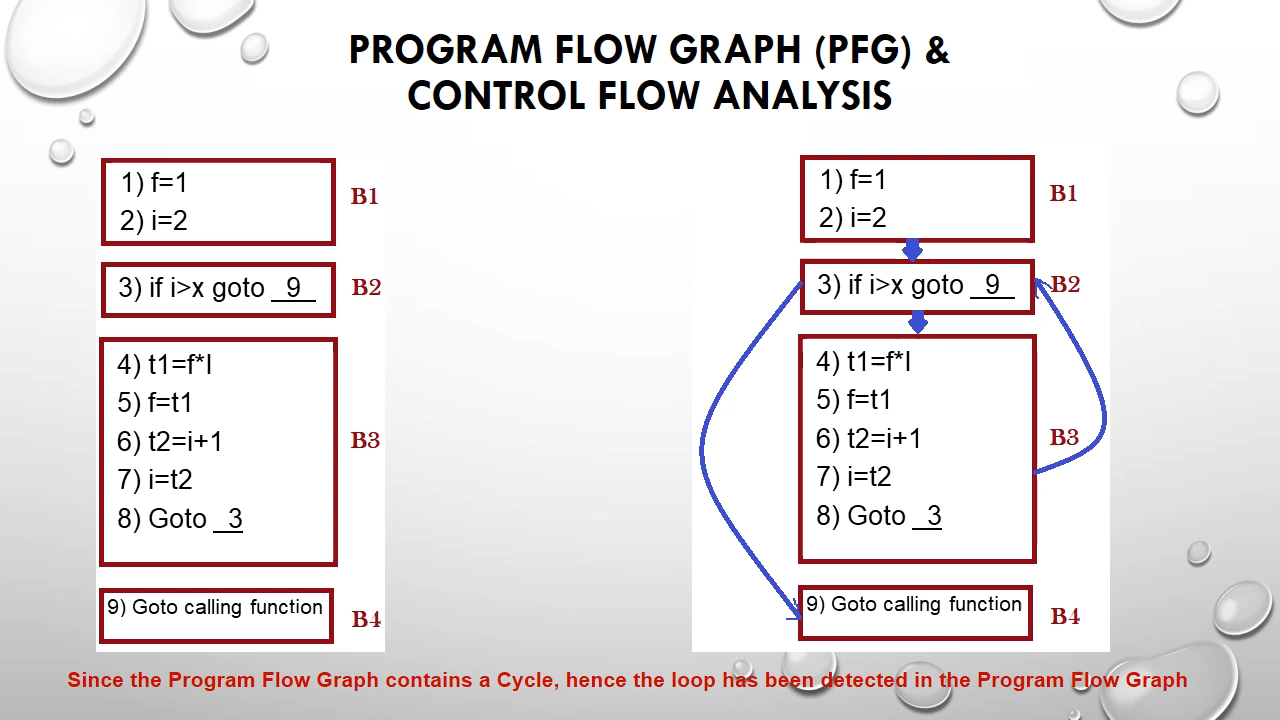 PROGRAM FLOW GRAPH (PFG) &
CONTROL FLOW ANALYSIS
1) f=1
2) i=2
B1
3) if i>x goto 9
B2
4) t1=f*I
5) f=t1
6) t2=i+1
7) i=t2
8) Goto 3
B3
9) Goto calling function
B4
1) f=1
2) i=2
B1
3) if i>x goto 9
B2
4) t1=f*I
5) f=t1
6) t2=i+1
7) i=t2
8) Goto 3
B3
9) Goto calling function
B4
Since the Program Flow Graph contains a Cycle, hence the loop has been detected in the Program Flow Graph